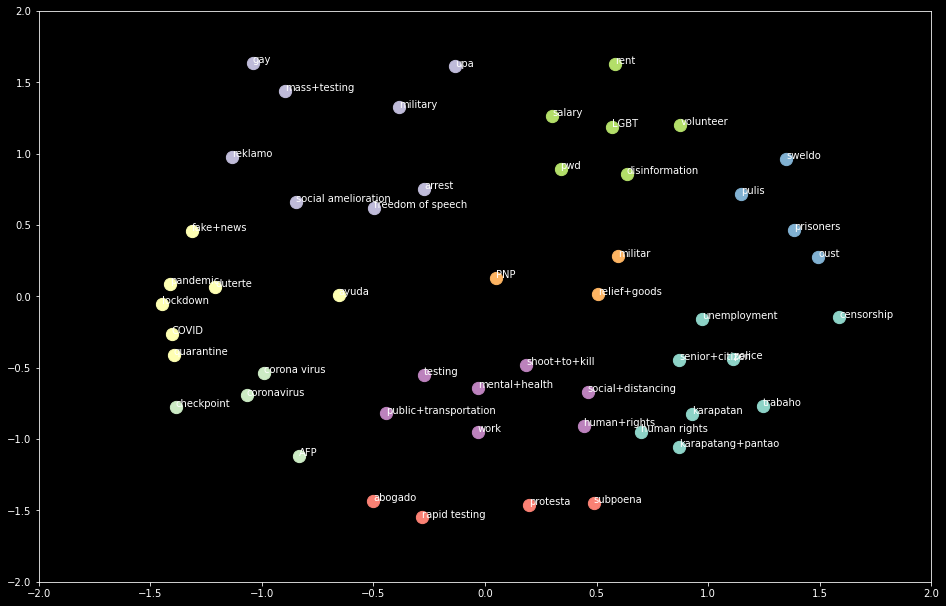 2.0
1.5
1.0
0.5
0.0
−0.5
−1.0
−1.5
−2.0
gay
upa
rent
mass+testing
military
salary
LGBT
volunteer
reklamo
sweldo
pwd
disinformation
arrest
pulis
social amelioration
freedom of speech
fake+news
prisoners
militar
oust
PNP
pandemic
duterte
ayuda
relief+goods
lockdown
unemployment
censorship
COVID
quarantine
senior+citizen
police
shoot+to+kill
corona virus
testing
mental+health
social+distancing
coronavirus
checkpoint
public+transportation
karapatan
trabaho
work
human+rights
human rights
karapatang+pantao
AFP
abogado
rapid testing
protesta
subpoena
−2.0 −1.5 −1.0 −0.5 0.0 0.5 1.0 1.5 2.0